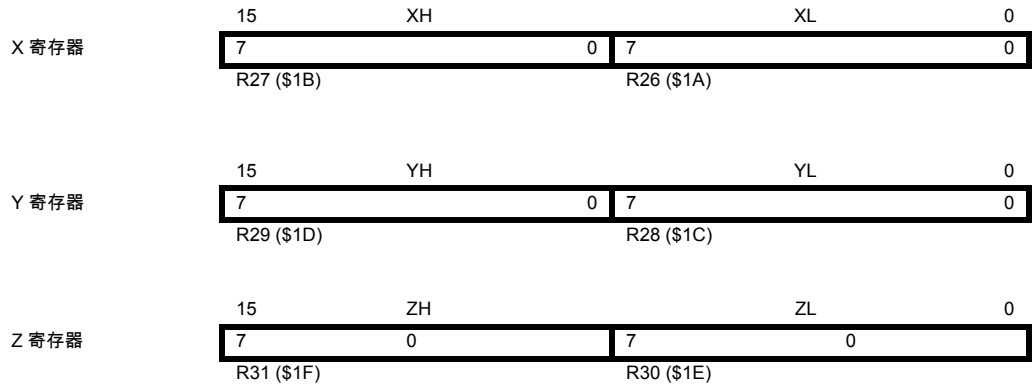 15 XH XL 0
X 寄存器 7 0 7 0
R27 ($1B) R26 ($1A)
15 YH YL 0
Y 寄存器 7 0 7 0
R29 ($1D) R28 ($1C)
15 ZH ZL 0
Z 寄存器 7 0 7 0
R31 ($1F) R30 ($1E)